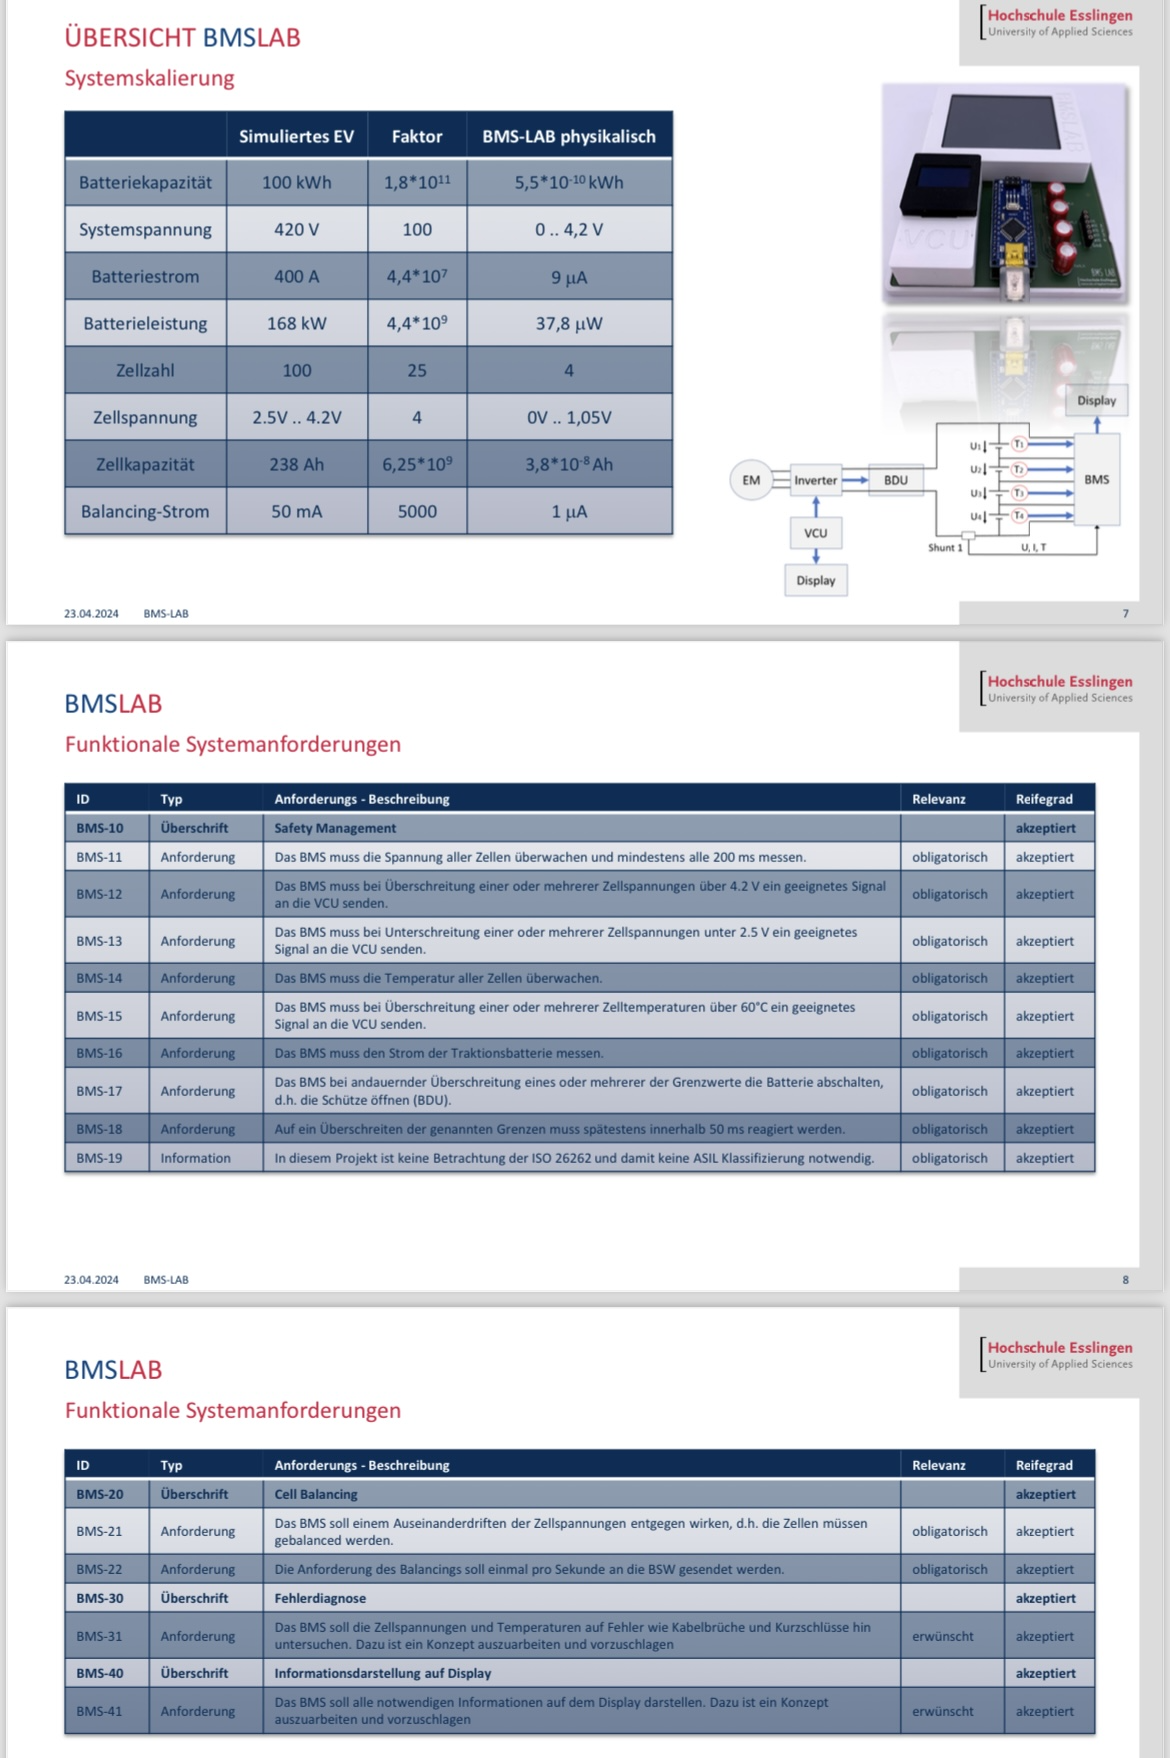 ÜBERSICHT BMSLAB
Hochschule Esslingen
University of Applied Sciences
Systemskalierung
Simuliertes EV Faktor BMS-LAB physikalisch
Batteriekapazität 100 kWh 1,8*10¹¹ 5,5*10⁻¹⁰ kWh
Systemspannung 420 V 100 0 .. 4,2 V
Batteriestrom 400 A 4,4*10⁷ 9 µA
Batterieleistung 168 kW 4,4*10⁹ 37,8 µW
Zellzahl 100 25 4
Zellspannung 2.5V .. 4.2V 4 0V .. 1,05V
Zellkapazität 238 Ah 6,25*10⁹ 3,8*10⁻⁸ Ah
Balancing-Strom 50 mA 5000 1 µA
BMSLAB
VCU
BMS LAB
Display
U₁ T₁
U₂ T₂
U₃ T₃
U₄ T₄
EM Inverter BDU BMS
VCU
Shunt 1 U, I, T
Display
23.04.2024 BMS-LAB 7
BMSLAB
Hochschule Esslingen
University of Applied Sciences
Funktionale Systemanforderungen
ID Typ Anforderungs - Beschreibung Relevanz Reifegrad
BMS-10 Überschrift Safety Management akzeptiert
BMS-11 Anforderung Das BMS muss die Spannung aller Zellen überwachen und mindestens alle 200 ms messen. obligatorisch akzeptiert
BMS-12 Anforderung Das BMS muss bei Überschreitung einer oder mehrerer Zellspannungen über 4.2 V ein geeignetes Signal
an die VCU senden. obligatorisch akzeptiert
BMS-13 Anforderung Das BMS muss bei Unterschreitung einer oder mehrerer Zellspannungen unter 2.5 V ein geeignetes
Signal an die VCU senden. obligatorisch akzeptiert
BMS-14 Anforderung Das BMS muss die Temperatur aller Zellen überwachen. obligatorisch akzeptiert
BMS-15 Anforderung Das BMS muss bei Überschreitung einer oder mehrerer Zelltemperaturen über 60°C ein geeignetes
Signal an die VCU senden. obligatorisch akzeptiert
BMS-16 Anforderung Das BMS muss den Strom der Traktionsbatterie messen. obligatorisch akzeptiert
BMS-17 Anforderung Das BMS bei andauernder Überschreitung eines oder mehrerer der Grenzwerte die Batterie abschalten,
d.h. die Schütze öffnen (BDU). obligatorisch akzeptiert
BMS-18 Anforderung Auf ein Überschreiten der genannten Grenzen muss spätestens innerhalb 50 ms reagiert werden. obligatorisch akzeptiert
BMS-19 Information In diesem Projekt ist keine Betrachtung der ISO 26262 und damit keine ASIL Klassifizierung notwendig. obligatorisch akzeptiert
23.04.2024 BMS-LAB 8
BMSLAB
Hochschule Esslingen
University of Applied Sciences
Funktionale Systemanforderungen
ID Typ Anforderungs - Beschreibung Relevanz Reifegrad
BMS-20 Überschrift Cell Balancing akzeptiert
BMS-21 Anforderung Das BMS soll einem Auseinanderdriften der Zellspannungen entgegen wirken, d.h. die Zellen müssen
gebalanced werden. obligatorisch akzeptiert
BMS-22 Anforderung Die Anforderung des Balancings soll einmal pro Sekunde an die BSW gesendet werden. obligatorisch akzeptiert
BMS-30 Überschrift Fehlerdiagnose akzeptiert
BMS-31 Anforderung Das BMS soll die Zellspannungen und Temperaturen auf Fehler wie Kabelbrüche und Kurzschlüsse hin
untersuchen. Dazu ist ein Konzept auszuarbeiten und vorzuschlagen erwünscht akzeptiert
BMS-40 Überschrift Informationsdarstellung auf Display akzeptiert
BMS-41 Anforderung Das BMS soll alle notwendigen Informationen auf dem Display darstellen. Dazu ist ein Konzept
auszuarbeiten und vorzuschlagen erwünscht akzeptiert